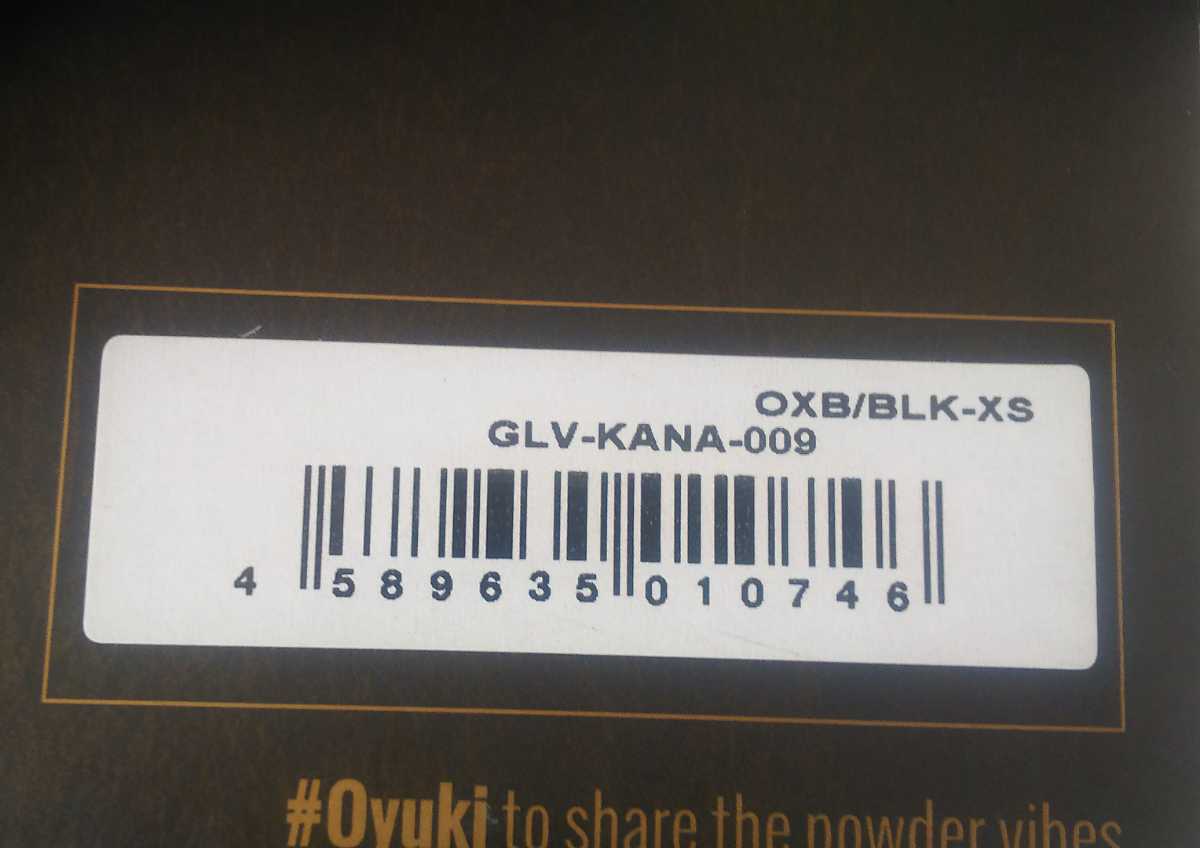 OXB/BLK-XS
GLV-KANA-009
4 589635 010746
#Oyuki to share the powder vibes